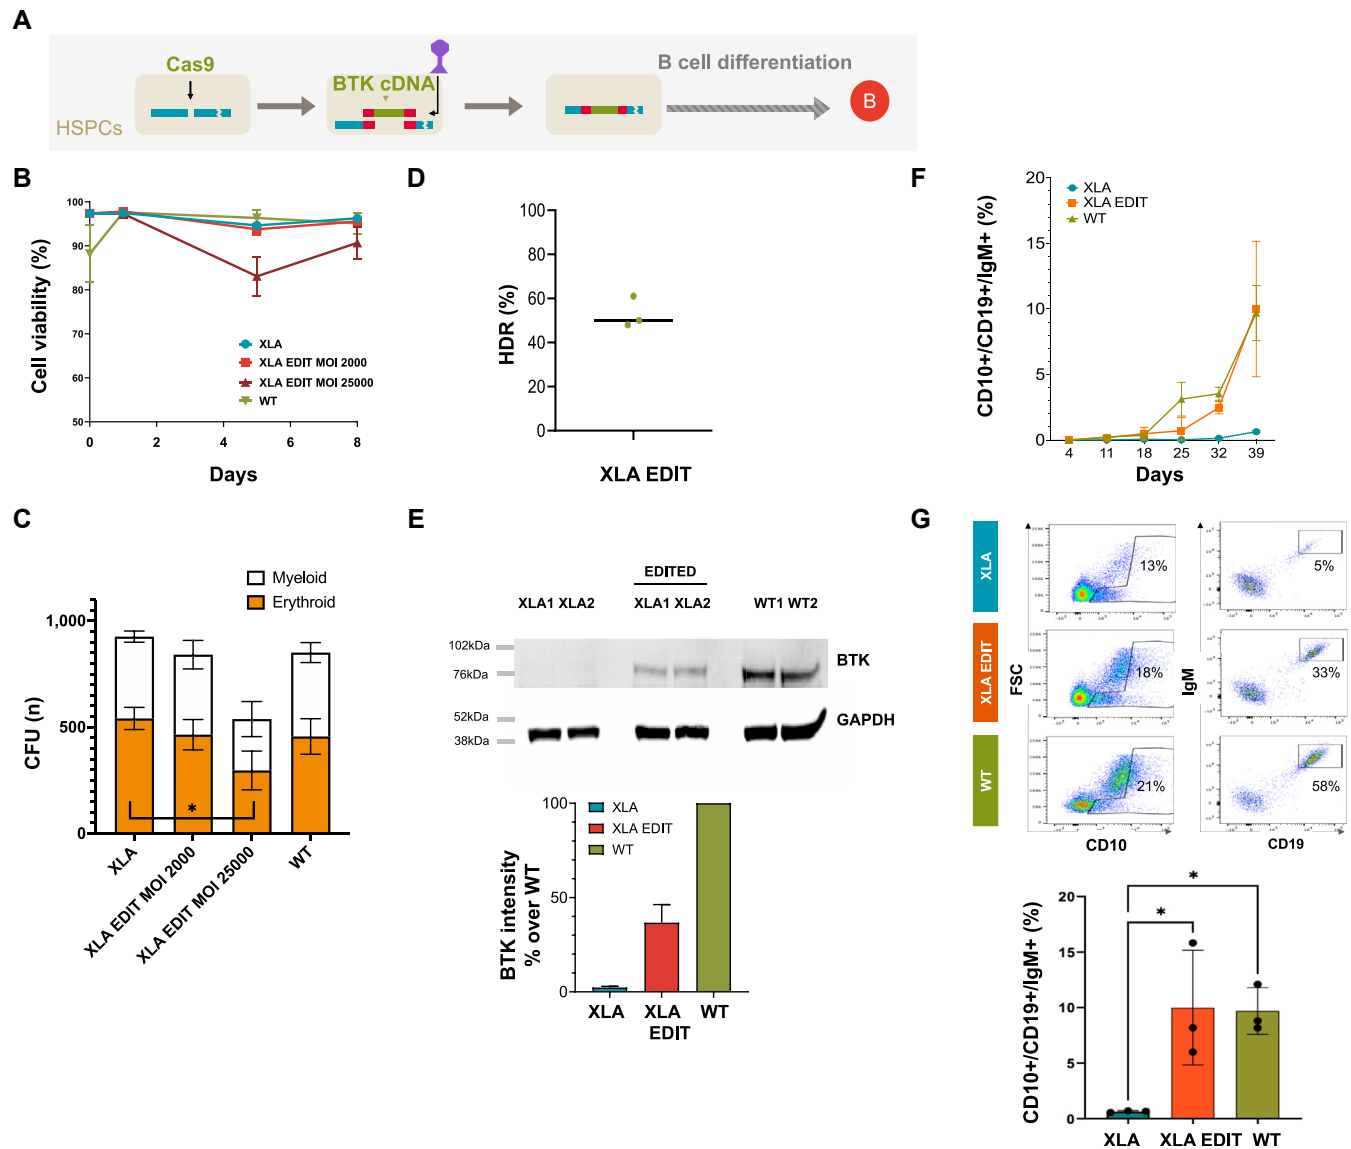 A
Cas9
BTK cDNA
B cell differentiation
HSPCs
B
B
Cell viability (%)
100
90
80
70
60
50
0
2
4
6
8
Days
XLA
XLA EDIT MOI 2000
XLA EDIT MOI 25000
WT
D
HDR (%)
100
80
60
40
20
0
XLA EDIT
F
CD10+/CD19+/IgM+ (%)
20
15
10
5
0
4
11
18
25
32
39
Days
XLA
XLA EDIT
WT
C
Myeloid
Erythroid
CFU (n)
1,000
500
0
*
XLA
XLA EDIT MOI 2000
XLA EDIT MOI 25000
WT
E
EDITED
XLA1 XLA2
XLA1 XLA2
WT1 WT2
102kDa
76kDa
BTK
52kDa
38kDa
GAPDH
BTK intensity
% over WT
100
50
0
XLA
XLA EDIT
WT
XLA
XLA
EDIT
WT
G
XLA
XLA EDIT
WT
FSC
IgM
13%
5%
18%
33%
21%
58%
CD10
CD19
CD10+/CD19+/IgM+ (%)
20
15
10
5
0
*
*
XLA
XLA EDIT
WT